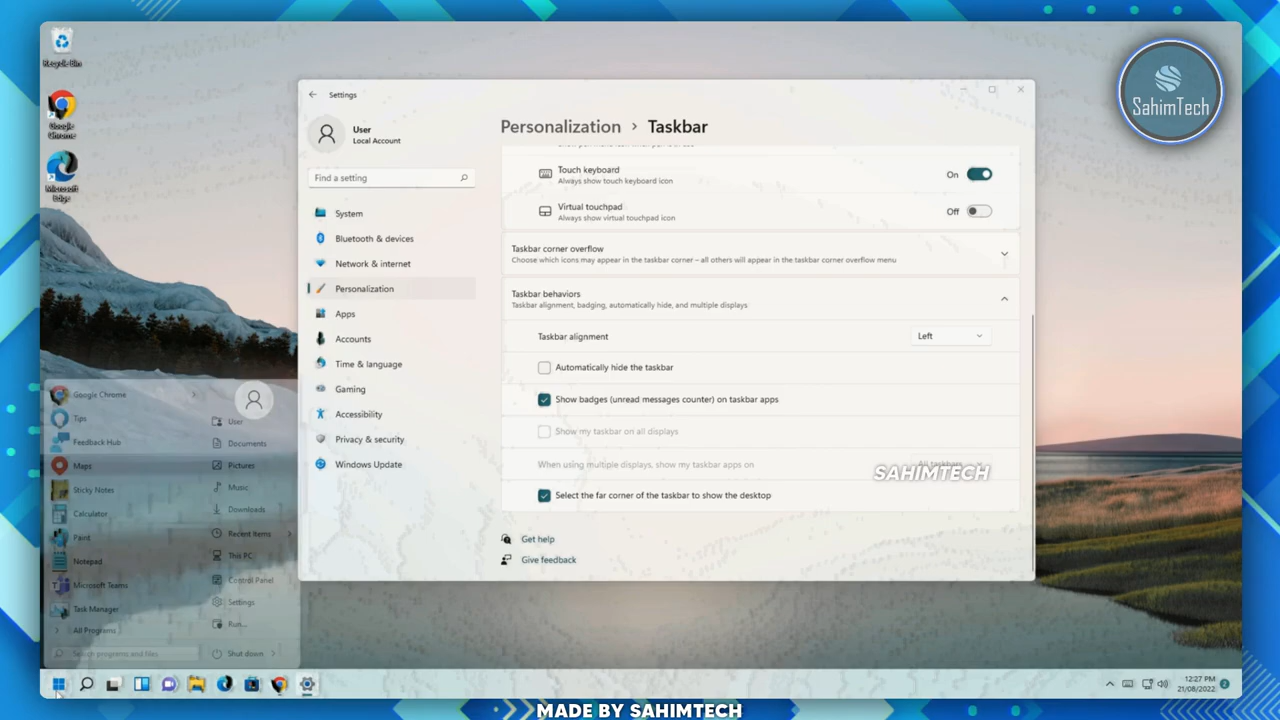 Recycle Bin
Google
Chrome
Microsoft
Edge
SahimTech
Settings
User
Local Account
Find a setting
System
Bluetooth & devices
Network & internet
Personalization
Apps
Accounts
Time & language
Gaming
Accessibility
Privacy & security
Windows Update
Personalization > Taskbar
Touch keyboard
Always show touch keyboard icon
On
Virtual touchpad
Always show virtual touchpad icon
Off
Taskbar corner overflow
Choose which icons may appear in the taskbar corner – all others will appear in the taskbar corner overflow menu
Taskbar behaviors
Taskbar alignment, badging, automatically hide, and multiple displays
Taskbar alignment
Left
Automatically hide the taskbar
Show badges (unread messages counter) on taskbar apps
Show my taskbar on all displays
When using multiple displays, show my taskbar apps on
SAHIMTECH
Select the far corner of the taskbar to show the desktop
Get help
Give feedback
Google Chrome
Tips
Feedback Hub
Maps
Sticky Notes
Calculator
Paint
Notepad
Microsoft Teams
Task Manager
All Programs
Search programs and files
User
Documents
Pictures
Music
Downloads
Recent Items
This PC
Control Panel
Settings
Run...
Shut down
12:27 PM
21/08/2022
2
MADE BY SAHIMTECH